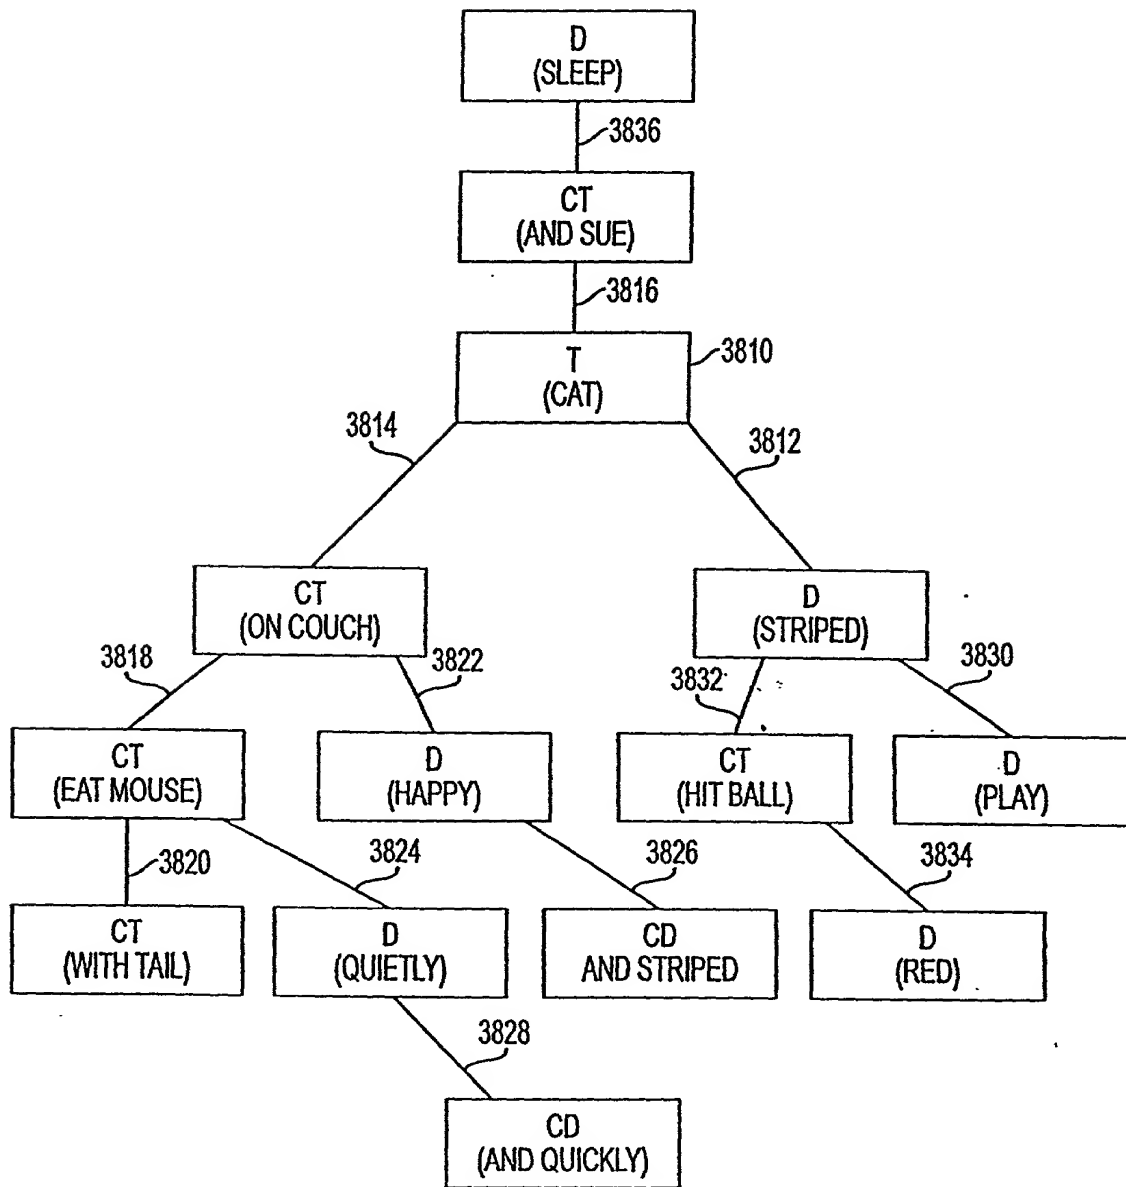 D
(SLEEP)
3836
CT
(AND SUE)
3816
T
(CAT)
3810
3814
3812
CT
(ON COUCH)
D
(STRIPED)
3818
3822
3832
3830
CT
(EAT MOUSE)
D
(HAPPY)
CT
(HIT BALL)
D
(PLAY)
3820
3824
3826
3834
CT
(WITH TAIL)
D
(QUIETLY)
CD
AND STRIPED
D
(RED)
3828
CD
(AND QUICKLY)